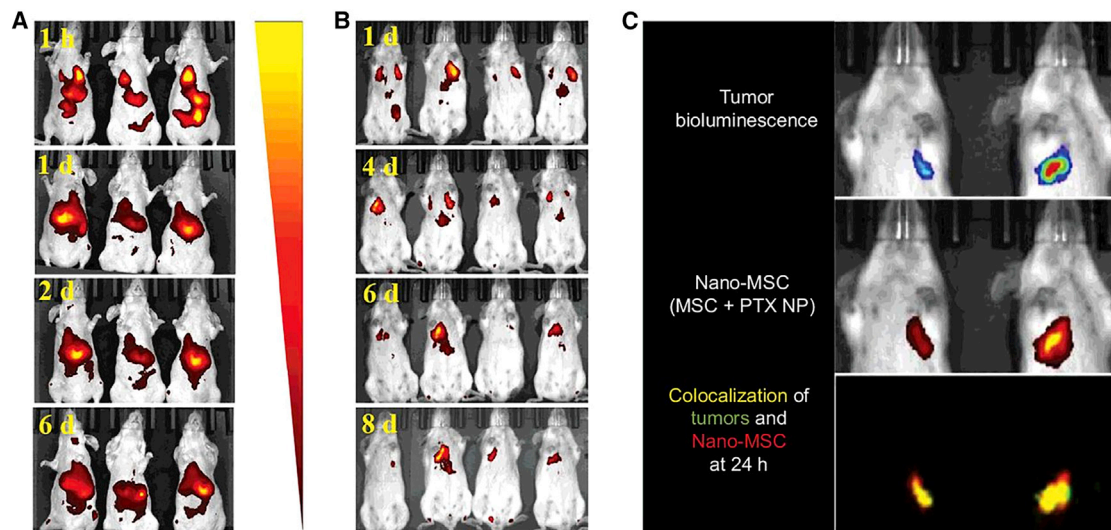 A
1 h
1 d
2 d
6 d
B
1 d
4 d
6 d
8 d
C
Tumor
bioluminescence
Nano-MSC
(MSC + PTX NP)
Colocalization of
tumors and
Nano-MSC
at 24 h